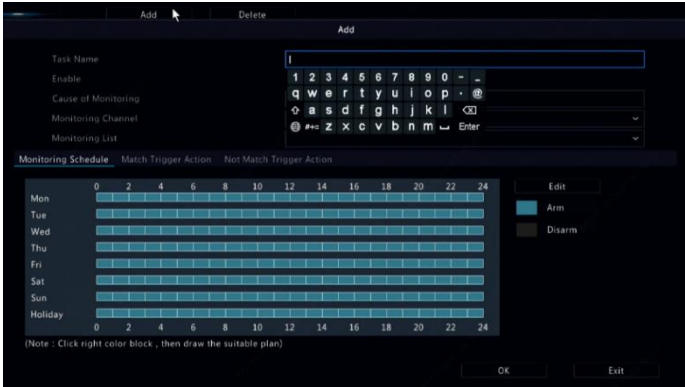 Add Delete
Add
Task Name
Enable
1 2 3 4 5 6 7 8 9 0 - _
Cause of Monitoring
q w e r t y u i o p . @
Monitoring Channel
a s d f g h j k l
#+= z x c v b n m Enter
Monitoring List
Monitoring Schedule Match Trigger Action Not Match Trigger Action
0 2 4 6 8 10 12 14 16 18 20 22 24
Edit
Mon
Arm
Tue
Wed
Disarm
Thu
Fri
Sat
Sun
Holiday
0 2 4 6 8 10 12 14 16 18 20 22 24
(Note : Click right color block , then draw the suitable plan)
OK Exit